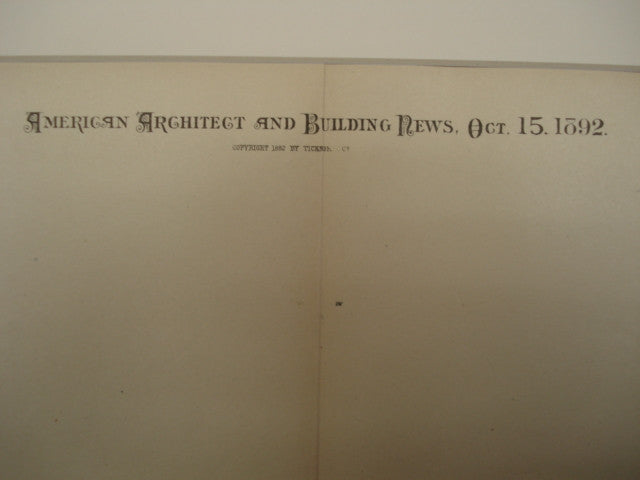 AMERICAN ARCHITECT AND BUILDING NEWS, OCT. 15, 1892.
COPYRIGHT 1892 BY TICKNOR